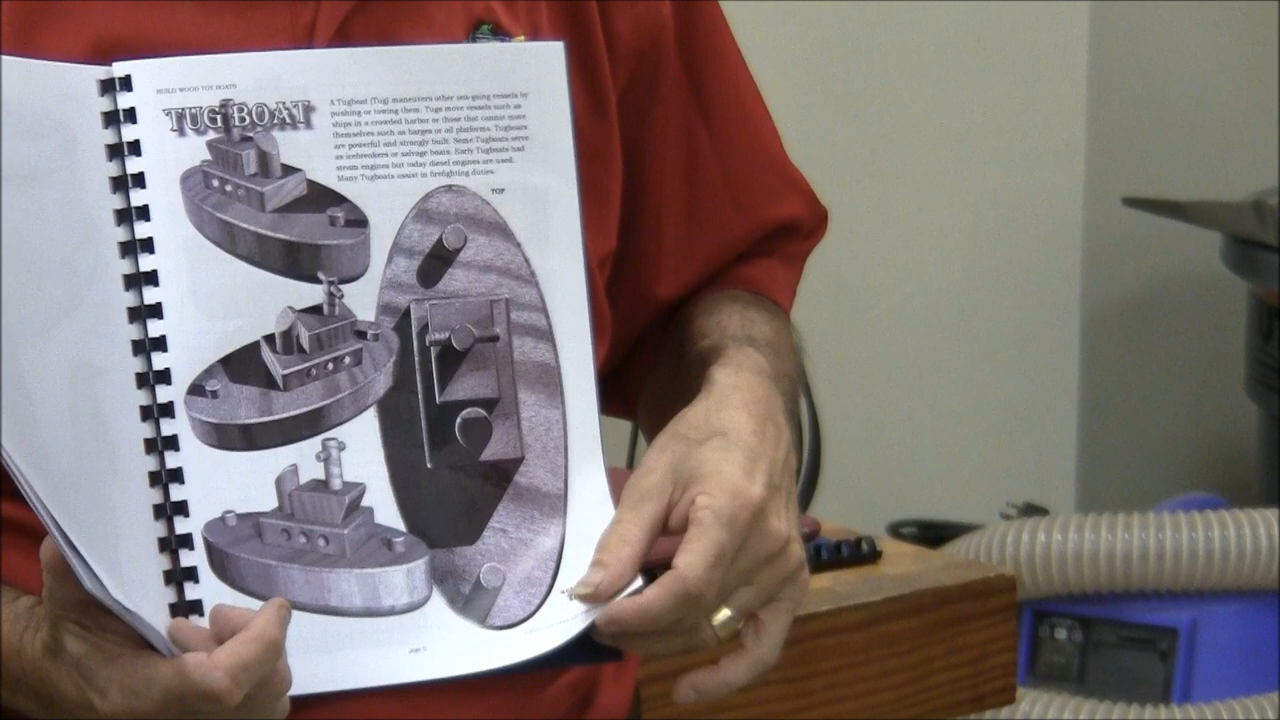 BUILD WOOD TOY BOATS
TUG BOAT
A Tugboat (Tug) maneuvers other sea-going vessels by
pushing or towing them. Tugs move vessels such as
ships in a crowded harbor or those that cannot move
themselves such as barges or oil platforms. Tugboats
are powerful and strongly built. Some Tugboats serve
as icebreakers or salvage boats. Early Tugboats had
steam engines but today diesel engines are used.
Many Tugboats assist in firefighting duties.
TOP
page